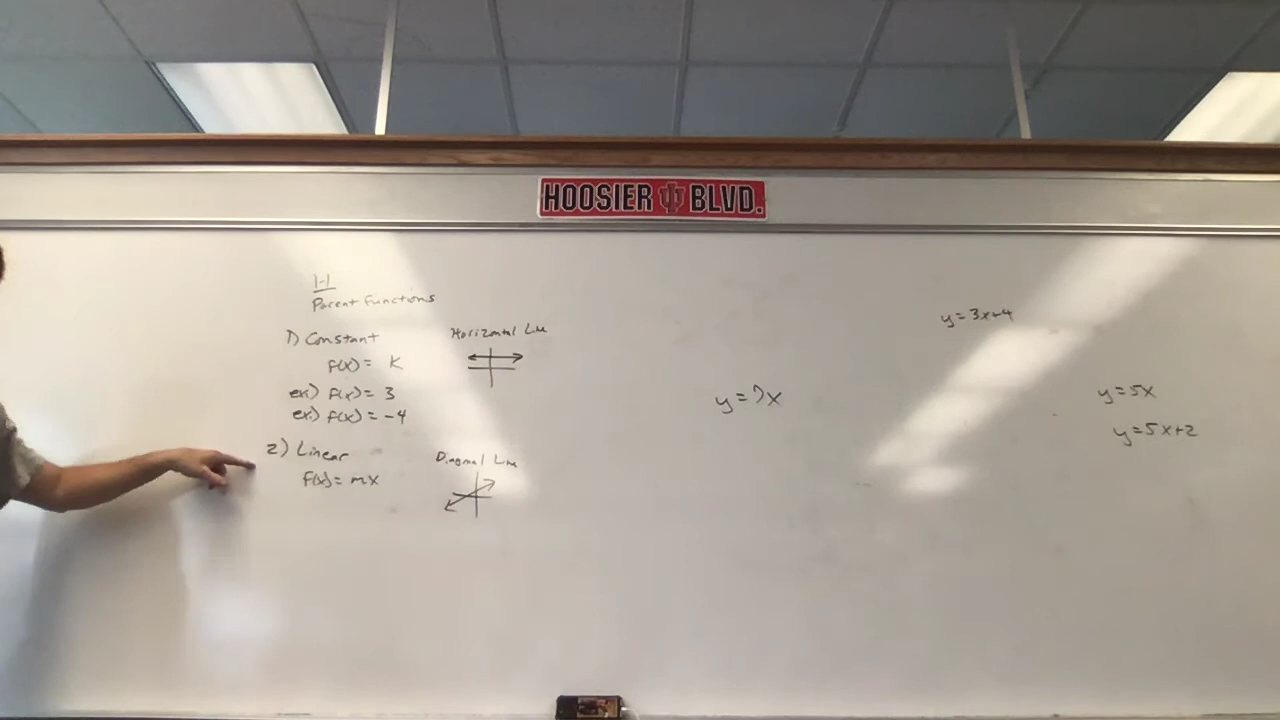 HOOSIER BLVD.
1-1
Parent Functions
1) Constant
Horizontal Line
f(x) = K
ex) f(x) = 3
ex) f(x) = -4
2) Linear
Diagonal Line
f(x) = mx
y = 7x
y = 3x+4
y = 5x
y = 5x+2